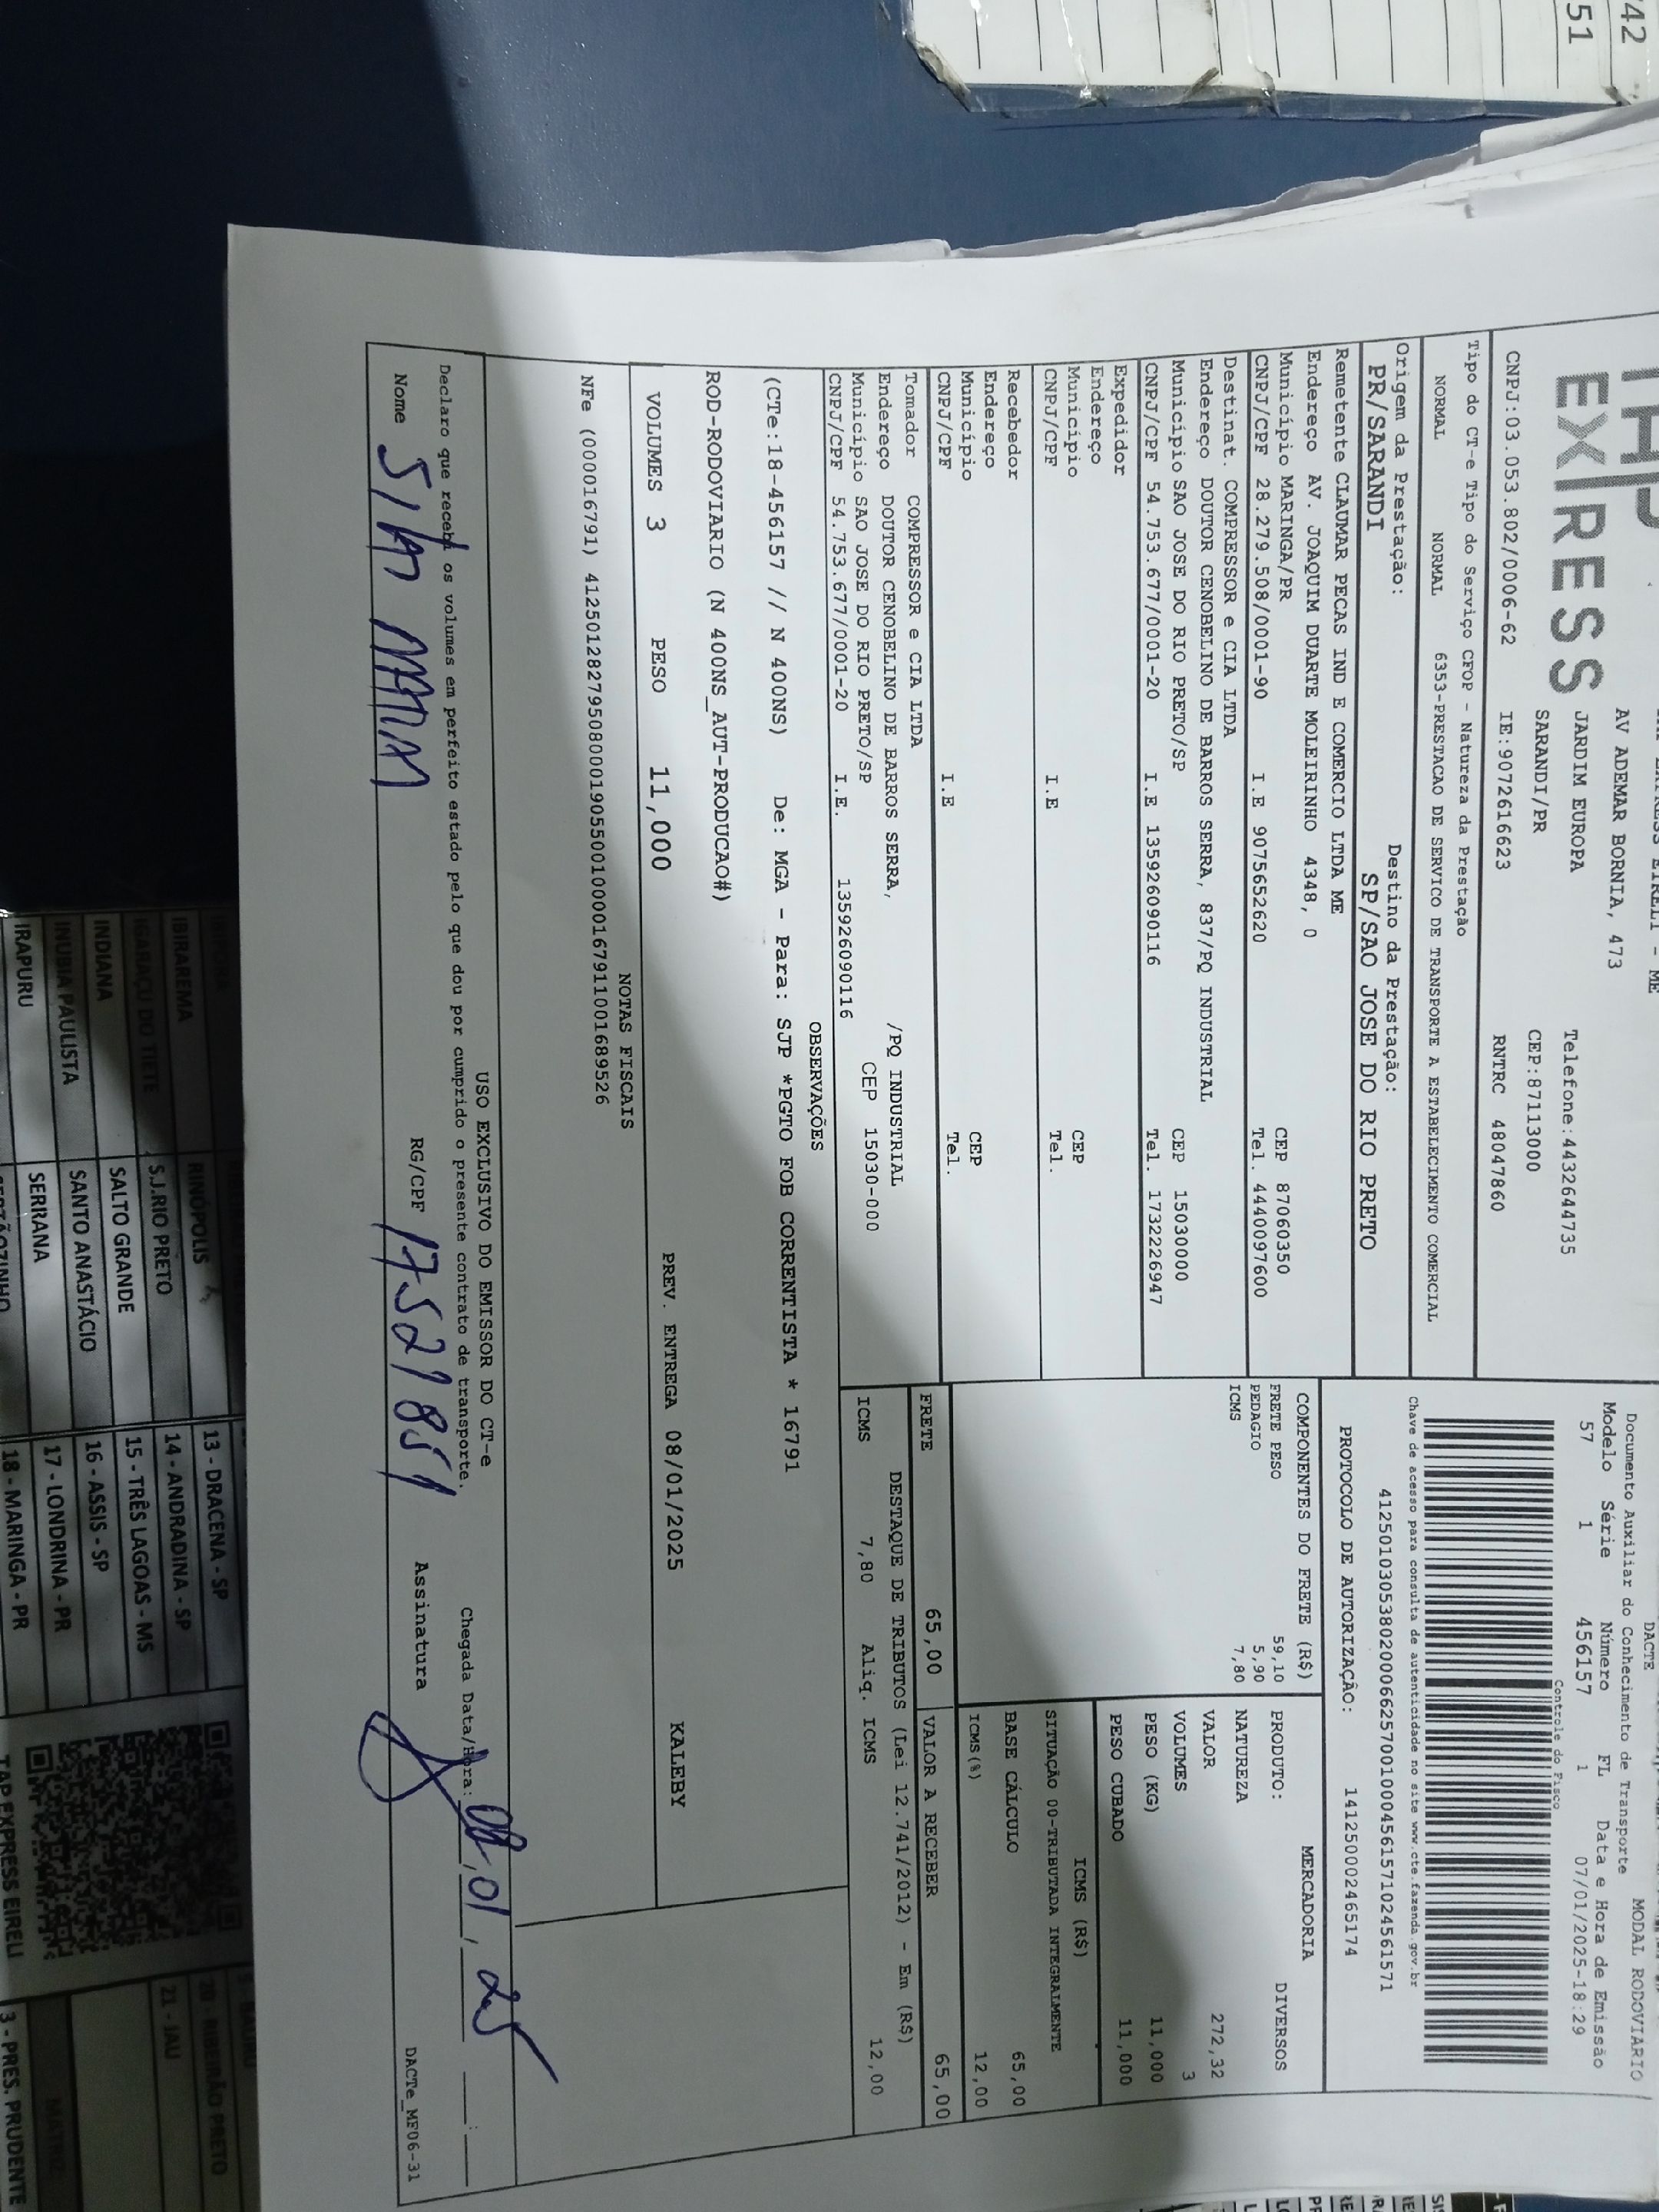 EXPRESS
AV ADEMAR BORNIA, 473
JARDIM EUROPA
Telefone:4432644735
SARANDI/PR
CEP:87113000
CNPJ:03.053.802/0006-62 IE:9072616623 RNTRC 48047860
Tipo do CT-e Tipo do Serviço CFOP - Natureza da Prestação
NORMAL NORMAL 6353-PRESTACAO DE SERVICO DE TRANSPORTE A ESTABELECIMENTO COMERCIAL
Origem da Prestação: Destino da Prestação:
PR/SARANDI SP/SAO JOSE DO RIO PRETO
Remetente CLAUMAR PECAS IND E COMERCIO LTDA ME
Endereço AV. JOAQUIM DUARTE MOLEIRINHO 4348, 0
Município MARINGA/PR CEP 87060350
CNPJ/CPF 28.279.508/0001-90 I.E 9075652620 Tel. 4440097600
Destinat. COMPRESSOR e CIA LTDA
Endereço DOUTOR CENOBELINO DE BARROS SERRA, 837/PQ INDUSTRIAL
Município SAO JOSE DO RIO PRETO/SP CEP 15030000
CNPJ/CPF 54.753.677/0001-20 I.E 135926090116 Tel. 1732226947
Expedidor
Endereço
Município CEP
CNPJ/CPF I.E Tel.
Recebedor
Endereço
Município CEP
CNPJ/CPF I.E Tel.
Tomador COMPRESSOR e CIA LTDA
Endereço DOUTOR CENOBELINO DE BARROS SERRA, /PQ INDUSTRIAL
Município SAO JOSE DO RIO PRETO/SP CEP 15030-000
CNPJ/CPF 54.753.677/0001-20 I.E. 135926090116
DACTE MODAL RODOVIARIO
Documento Auxiliar do Conhecimento de Transporte
Modelo Série Número FL Data e Hora de Emissão
57 1 456157 1 07/01/2025-18:29
Controle do Fisco
Chave de acesso para consulta de autenticidade no site www.cte.fazenda.gov.br
41250103053802000662570010004561571024561571
PROTOCOLO DE AUTORIZAÇÃO: 141250002465174
COMPONENTES DO FRETE (R$)
FRETE PESO 59,10
PEDAGIO 5,90
ICMS 7,80
MERCADORIA
PRODUTO: DIVERSOS
NATUREZA
VALOR 272,32
VOLUMES 3
PESO (KG) 11,000
PESO CUBADO 11,000
ICMS (R$)
SITUAÇÃO 00-TRIBUTADA INTEGRALMENTE
BASE CÁLCULO 65,00
ICMS(%) 12,00
FRETE 65,00 VALOR A RECEBER 65,00
DESTAQUE DE TRIBUTOS (Lei 12.741/2012) - Em (R$)
ICMS 7,80 Aliq. ICMS 12,00
OBSERVAÇÕES
(CTe:18-456157 // N 400NS) De: MGA - Para: SJP *PGTO FOB CORRENTISTA * 16791
ROD-RODOVIARIO (N 400NS_AUT-PRODUCAO#)
VOLUMES 3 PESO 11,000 PREV. ENTREGA 08/01/2025 KALEBY
NOTAS FISCAIS
NFe (000016791) 41250128279508000190550010000167911001689526
USO EXCLUSIVO DO EMISSOR DO CT-e
Declaro que recebi os volumes em perfeito estado pelo que dou por cumprido o presente contrato de transporte. Chegada Data/Hora: 08,01,25
Nome RG/CPF 17521851 Assinatura
DACTe_MF06-31
42
51
IBIRAREMA
IGARAÇU DO TIETE
INDIANA
INUBIA PAULISTA
IRAPURU
RINÓPOLIS
S.J.RIO PRETO
SALTO GRANDE
SANTO ANASTÁCIO
SERRANA
13 - DRACENA - SP
14 - ANDRADINA - SP
15 - TRÊS LAGOAS - MS
16 - ASSIS - SP
17 - LONDRINA - PR
18 - MARINGA - PR
TAP EXPRESS EIRELI
20 - RIBEIRÃO PRETO
21 - JAU
MATRIZ
3 - PRES. PRUDENTE